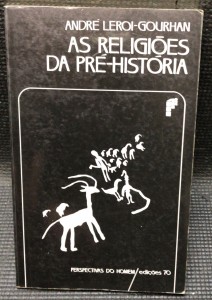 ANDRÉ LEROI-GOURHAN
AS RELIGIÕES
DA PRÉ-HISTÓRIA
PERSPECTIVAS DO HOMEM/edições 70